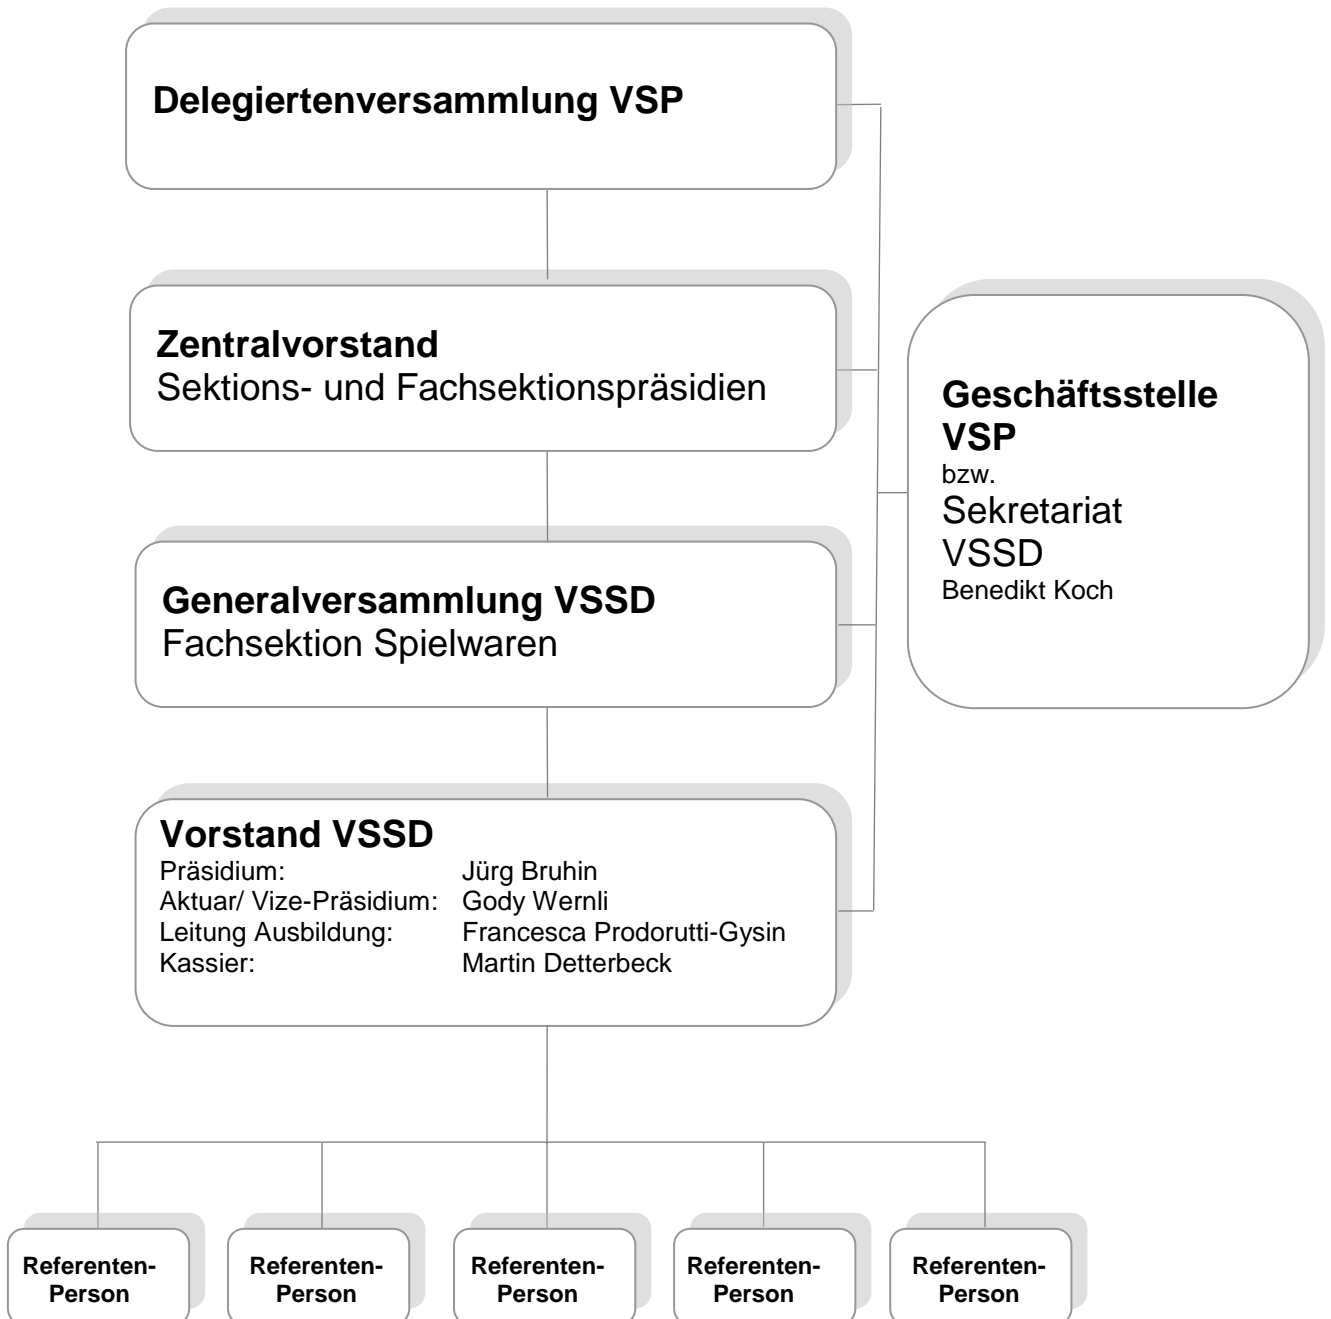 Delegiertenversammlung VSP
Zentralvorstand
Sektions- und Fachsektionspräsidien
Geschäftsstelle
VSP
bzw.
Sekretariat
VSSD
Benedikt Koch
Generalversammlung VSSD
Fachsektion Spielwaren
Vorstand VSSD
Präsidium: Jürg Bruhin
Aktuar/ Vize-Präsidium: Gody Wernli
Leitung Ausbildung: Francesca Prodorutti-Gysin
Kassier: Martin Detterbeck
Referenten-
Person
Referenten-
Person
Referenten-
Person
Referenten-
Person
Referenten-
Person